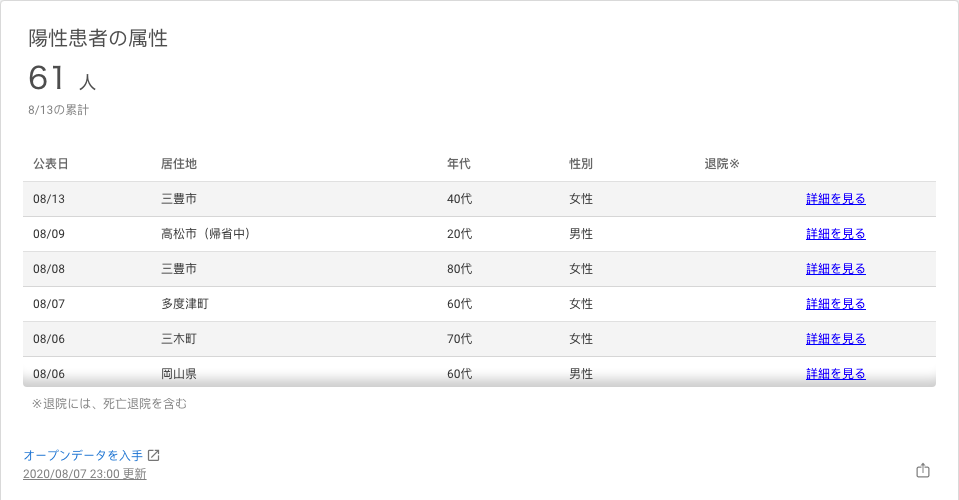 陽性患者の属性
61 人
8/13の累計
公表日 居住地 年代 性別 退院※
08/13 三豊市 40代 女性 詳細を見る
08/09 高松市（帰省中） 20代 男性 詳細を見る
08/08 三豊市 80代 女性 詳細を見る
08/07 多度津町 60代 女性 詳細を見る
08/06 三木町 70代 女性 詳細を見る
08/06 岡山県 60代 男性 詳細を見る
※退院には、死亡退院を含む
オープンデータを入手
2020/08/07 23:00 更新